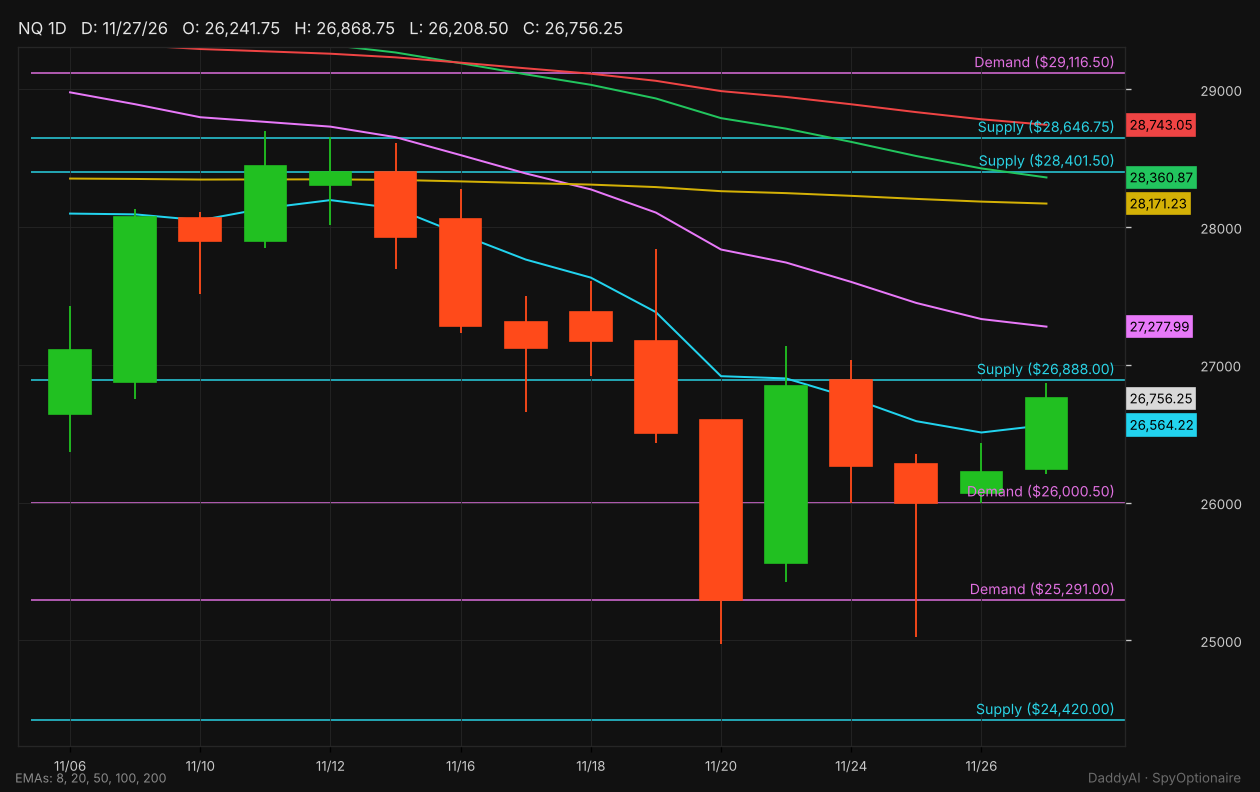 NQ 1D D: 11/27/26 O: 26,241.75 H: 26,868.75 L: 26,208.50 C: 26,756.25
Demand ($29,116.50)
29000
28,743.05
Supply ($28,646.75)
Supply ($28,401.50)
28,360.87
28,171.23
28000
27,277.99
Supply ($26,888.00)
27000
26,756.25
26,564.22
Demand ($26,000.50)
26000
Demand ($25,291.00)
25000
Supply ($24,420.00)
11/06 11/10 11/12 11/16 11/18 11/20 11/24 11/26
EMAs: 8, 20, 50, 100, 200
DaddyAI · SpyOptionaire